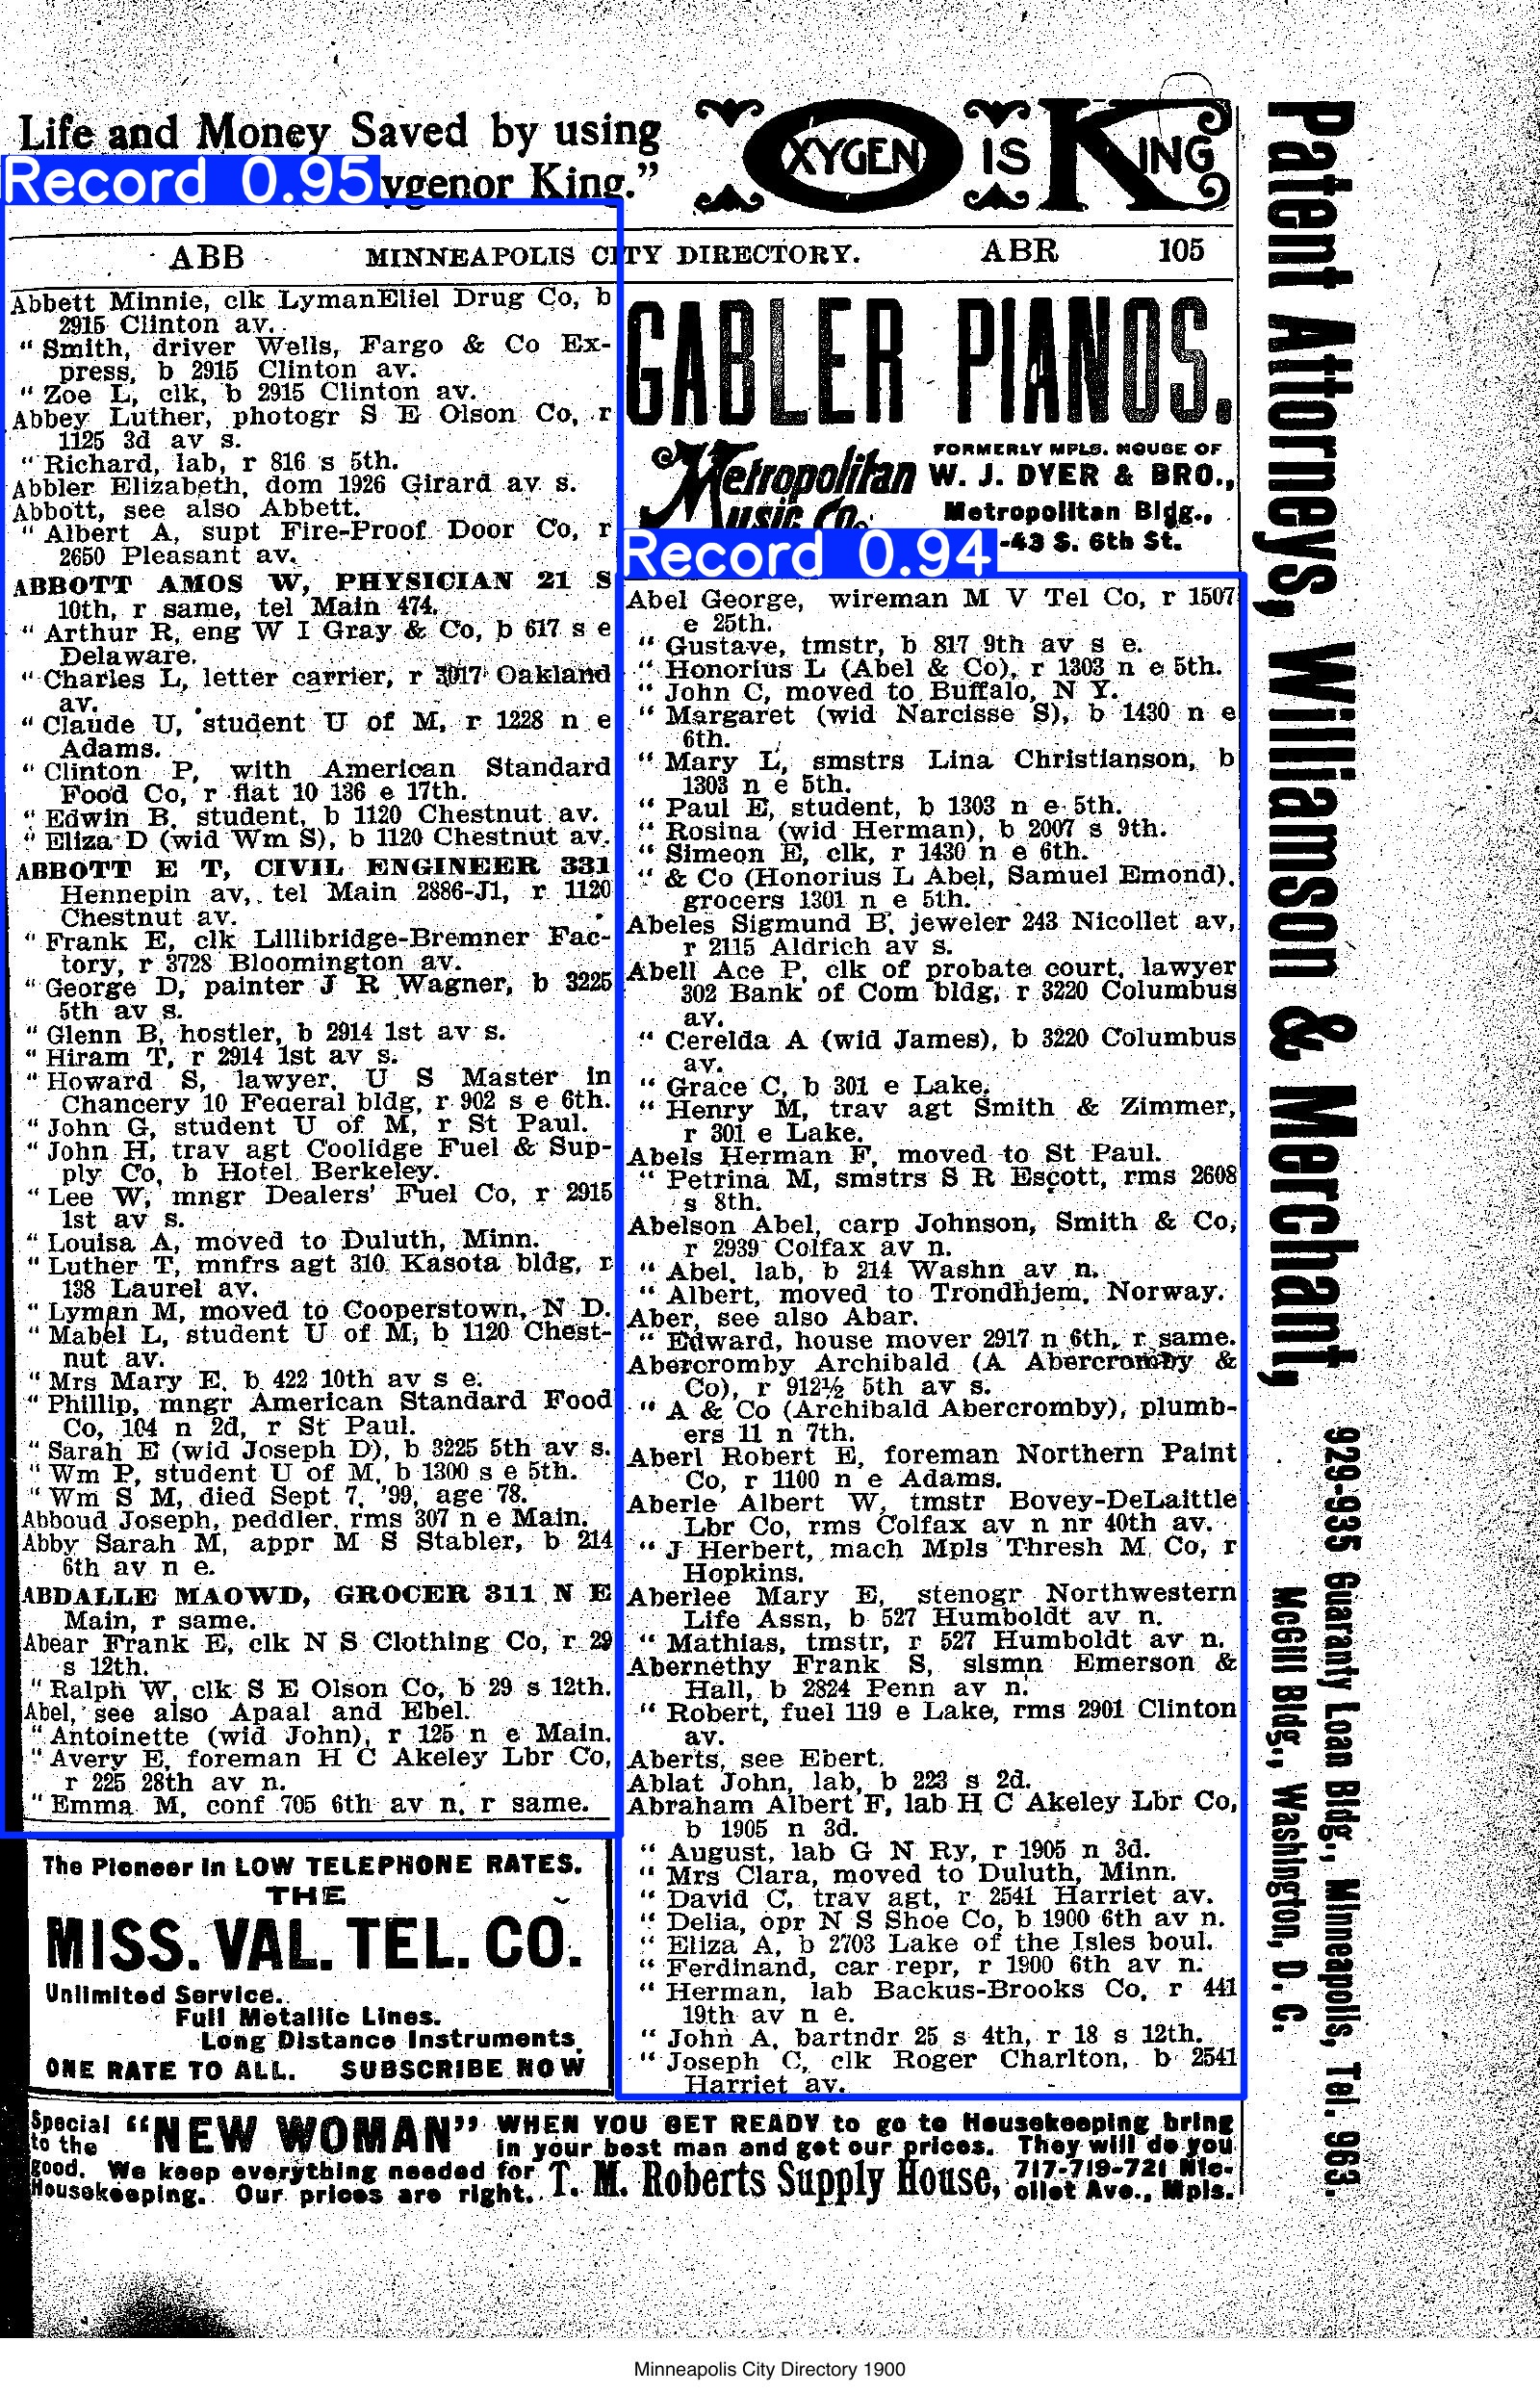 Life and Money Saved by using
ygenor King.”
OXYGEN IS KING
Record 0.95
ABB MINNEAPOLIS CITY DIRECTORY. ABR 105
Abbett Minnie, clk LymanEliel Drug Co, b
2915 Clinton av.
“ Smith, driver Wells, Fargo & Co Ex-
press, b 2915 Clinton av.
“ Zoe L, clk, b 2915 Clinton av.
Abbey Luther, photogr S E Olson Co, r
1125 3d av s.
“ Richard, lab, r 816 s 5th.
Abbler Elizabeth, dom 1926 Girard av s.
Abbott, see also Abbett.
“ Albert A, supt Fire-Proof Door Co, r
2650 Pleasant av.
ABBOTT AMOS W, PHYSICIAN 21 S
10th, r same, tel Main 474.
“ Arthur R, eng W I Gray & Co, b 617 s e
Delaware.
“ Charles L, letter carrier, r 3017 Oakland
av.
“ Claude U, student U of M, r 1228 n e
Adams.
“ Clinton P, with American Standard
Food Co, r flat 10 136 e 17th.
“ Edwin B, student, b 1120 Chestnut av.
“ Eliza D (wid Wm S), b 1120 Chestnut av.
ABBOTT E T, CIVIL ENGINEER 331
Hennepin av, tel Main 2886-J1, r 1120
Chestnut av.
“ Frank E, clk Lillibridge-Bremner Fac-
tory, r 3728 Bloomington av.
“ George D, painter J R Wagner, b 3225
5th av s.
“ Glenn B, hostler, b 2914 1st av s.
“ Hiram T, r 2914 1st av s.
“ Howard S, lawyer, U S Master in
Chancery 10 Federal bldg, r 902 s e 6th.
“ John G, student U of M, r St Paul.
“ John H, trav agt Coolidge Fuel & Sup-
ply Co, b Hotel Berkeley.
“ Lee W, mngr Dealers’ Fuel Co, r 2915
1st av s.
“ Louisa A, moved to Duluth, Minn.
“ Luther T, mnfrs agt 310 Kasota bldg, r
138 Laurel av.
“ Lyman M, moved to Cooperstown, N D.
“ Mabel L, student U of M, b 1120 Chest-
nut av.
“ Mrs Mary E, b 422 10th av s e.
“ Phillip, mngr American Standard Food
Co, 104 n 2d, r St Paul.
“ Sarah E (wid Joseph D), b 3225 5th av s.
“ Wm P, student U of M, b 1300 s e 5th.
“ Wm S M, died Sept 7, ’99, age 78.
Abboud Joseph, peddler, rms 307 n e Main.
Abby Sarah M, appr M S Stabler, b 214
6th av n e.
ABDALLE MAOWD, GROCER 311 N E
Main, r same.
Abear Frank E, clk N S Clothing Co, r 29
s 12th.
“ Ralph W, clk S E Olson Co, b 29 s 12th.
Abel, see also Apaal and Ebel.
“ Antoinette (wid John), r 125 n e Main.
“ Avery E, foreman H C Akeley Lbr Co,
r 225 28th av n.
“ Emma M, conf 705 6th av n, r same.
The Pioneer in LOW TELEPHONE RATES.
THE
MISS. VAL. TEL. CO.
Unlimited Service.
Full Metallic Lines.
Long Distance Instruments
ONE RATE TO ALL. SUBSCRIBE NOW
GABLER PIANOS.
Metropolitan
Music Co.
FORMERLY MPLS. HOUSE OF
W. J. DYER & BRO.,
Metropolitan Bldg.,
-43 S. 6th St.
Record 0.94
Abel George, wireman M V Tel Co, r 1507
e 25th.
“ Gustave, tmstr, b 817 9th av s e.
“ Honorius L (Abel & Co), r 1303 n e 5th.
“ John C, moved to Buffalo, N Y.
“ Margaret (wid Narcisse S), b 1430 n e
6th.
“ Mary L, smstrs Lina Christianson, b
1303 n e 5th.
“ Paul E, student, b 1303 n e 5th.
“ Rosina (wid Herman), b 2007 s 9th.
“ Simeon E, clk, r 1430 n e 6th.
“ & Co (Honorius L Abel, Samuel Emond),
grocers 1301 n e 5th.
Abeles Sigmund B, jeweler 243 Nicollet av,
r 2115 Aldrich av s.
Abell Ace P, clk of probate court, lawyer
302 Bank of Com bldg, r 3220 Columbus
av.
“ Cerelda A (wid James), b 3220 Columbus
av.
“ Grace C, b 301 e Lake.
“ Henry M, trav agt Smith & Zimmer,
r 301 e Lake.
Abels Herman F, moved to St Paul.
“ Petrina M, smstrs S R Escott, rms 2608
s 8th.
Abelson Abel, carp Johnson, Smith & Co,
r 2939 Colfax av n.
“ Abel, lab, b 214 Washn av n.
“ Albert, moved to Trondhjem, Norway.
Aber, see also Abar.
“ Edward, house mover 2917 n 6th, r same.
Abercromby Archibald (A Abercromby &
Co), r 912½ 5th av s.
“ A & Co (Archibald Abercromby), plumb-
ers 11 n 7th.
Aberl Robert E, foreman Northern Paint
Co, r 1100 n e Adams.
Aberle Albert W, tmstr Bovey-DeLaittle
Lbr Co, rms Colfax av n nr 40th av.
“ J Herbert, mach Mpls Thresh M Co, r
Hopkins.
Aberlee Mary E, stenogr Northwestern
Life Assn, b 527 Humboldt av n.
“ Mathias, tmstr, r 527 Humboldt av n.
Abernethy Frank S, slsmn Emerson &
Hall, b 2824 Penn av n.
“ Robert, fuel 119 e Lake, rms 2901 Clinton
av.
Aberts, see Ebert.
Ablat John, lab, b 223 s 2d.
Abraham Albert F, lab H C Akeley Lbr Co,
b 1905 n 3d.
“ August, lab G N Ry, r 1905 n 3d.
“ Mrs Clara, moved to Duluth, Minn.
“ David C, trav agt, r 2541 Harriet av.
“ Delia, opr N S Shoe Co, b 1900 6th av n.
“ Eliza A, b 2703 Lake of the Isles boul.
“ Ferdinand, car repr, r 1900 6th av n.
“ Herman, lab Backus-Brooks Co, r 441
19th av n e.
“ John A, bartndr 25 s 4th, r 18 s 12th.
“ Joseph C, clk Roger Charlton, b 2541
Harriet av.
Special to the good. “NEW WOMAN” WHEN YOU GET READY to go to Housekeeping bring
in your best man and get our prices. They will do you
We keep everything needed for
Housekeeping. Our prices are right. T. M. Roberts Supply House, 717-719-721 Nic-
ollet Ave., Mpls.
Patent Attorneys, Williamson & Merchant,
929-935 Guaranty Loan Bldg., Minneapolis, Tel. 963.
McGill Bldg., Washington, D. C.
Minneapolis City Directory 1900